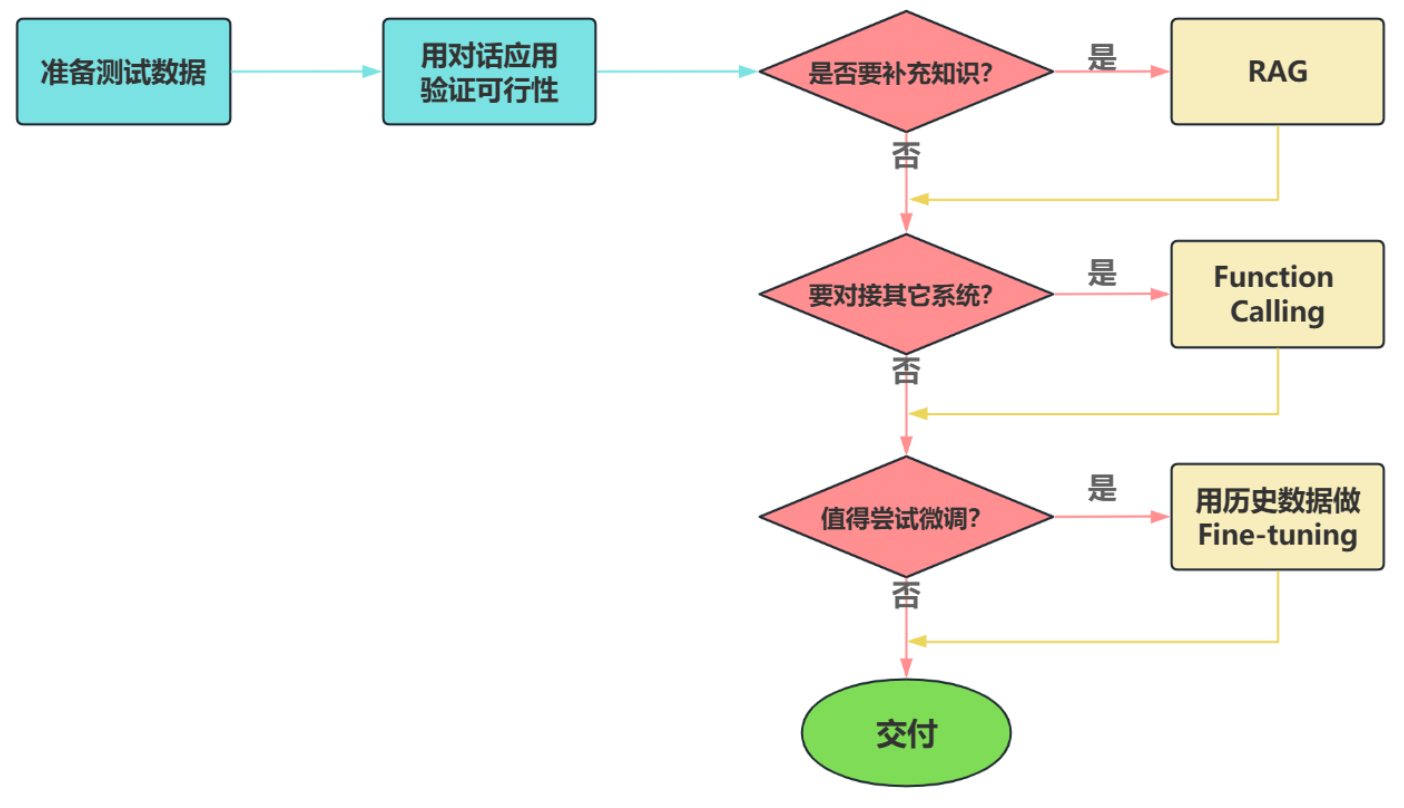 准备测试数据
用对话应用
验证可行性
是否要补充知识?
是
RAG
否
要对接其它系统?
是
Function
Calling
否
值得尝试微调?
是
用历史数据做
Fine-tuning
否
交付